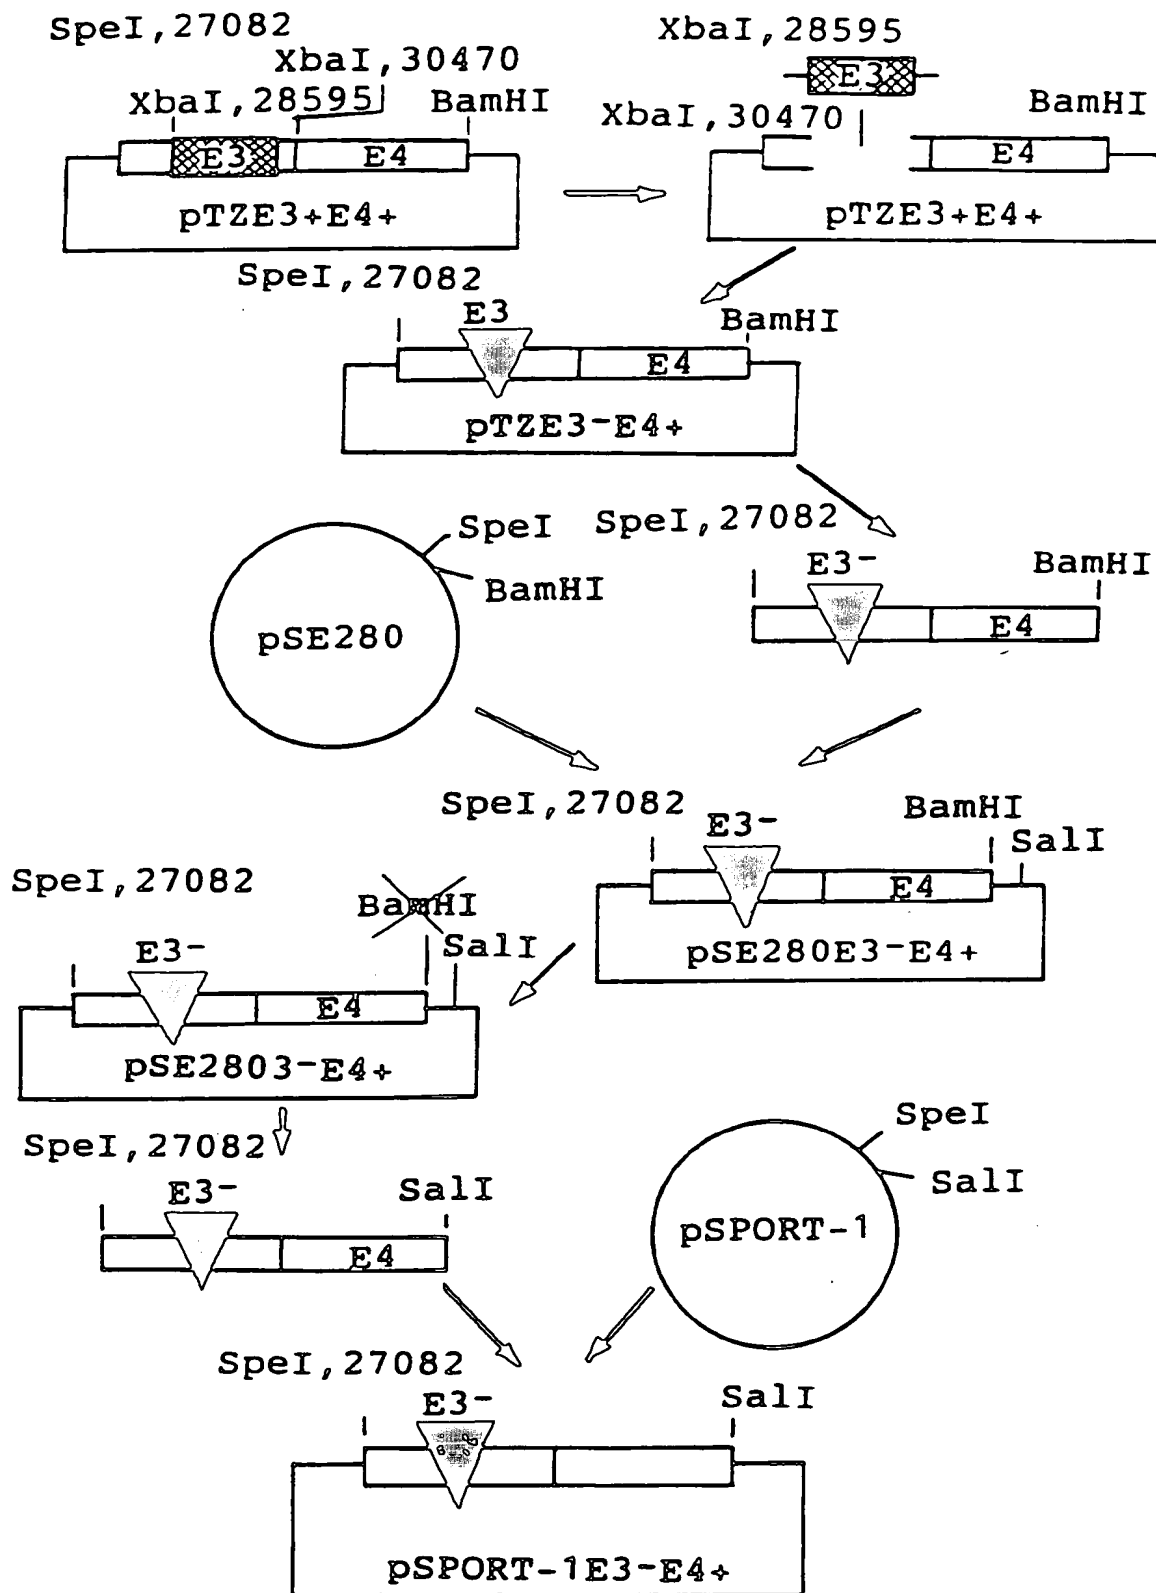 SpeI,27082
XbaI,30470
XbaI,28595
BamHI
E3
E4
pTZE3+E4+
XbaI,28595
E3
XbaI,30470
BamHI
E4
pTZE3+E4+
SpeI,27082
E3
BamHI
E4
pTZE3-E4+
SpeI
BamHI
pSE280
SpeI,27082
E3-
BamHI
E4
SpeI,27082
E3-
BamHI
SalI
E4
pSE280E3-E4+
SpeI,27082
BamHI
E3-
SalI
E4
pSE2803-E4+
SpeI,27082
E3-
SalI
E4
SpeI
SalI
pSPORT-1
SpeI,27082
E3-
SalI
pSPORT-1E3-E4+